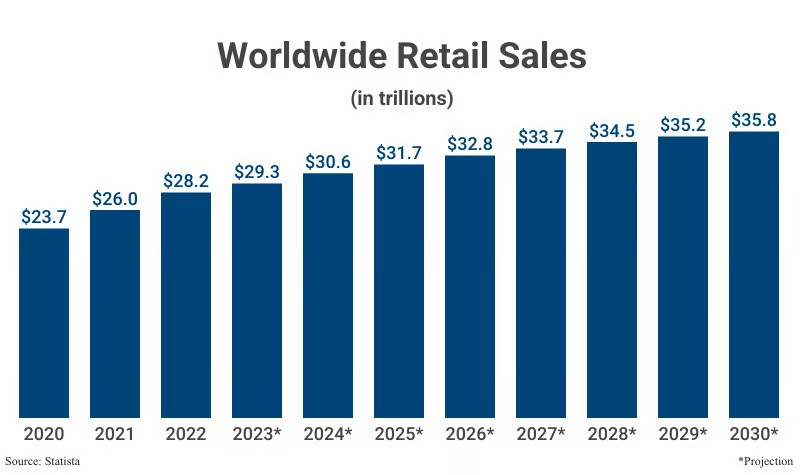 Worldwide Retail Sales
(in trillions)
$23.7 $26.0 $28.2 $29.3 $30.6 $31.7 $32.8 $33.7 $34.5 $35.2 $35.8
2020 2021 2022 2023* 2024* 2025* 2026* 2027* 2028* 2029* 2030*
Source: Statista *Projection